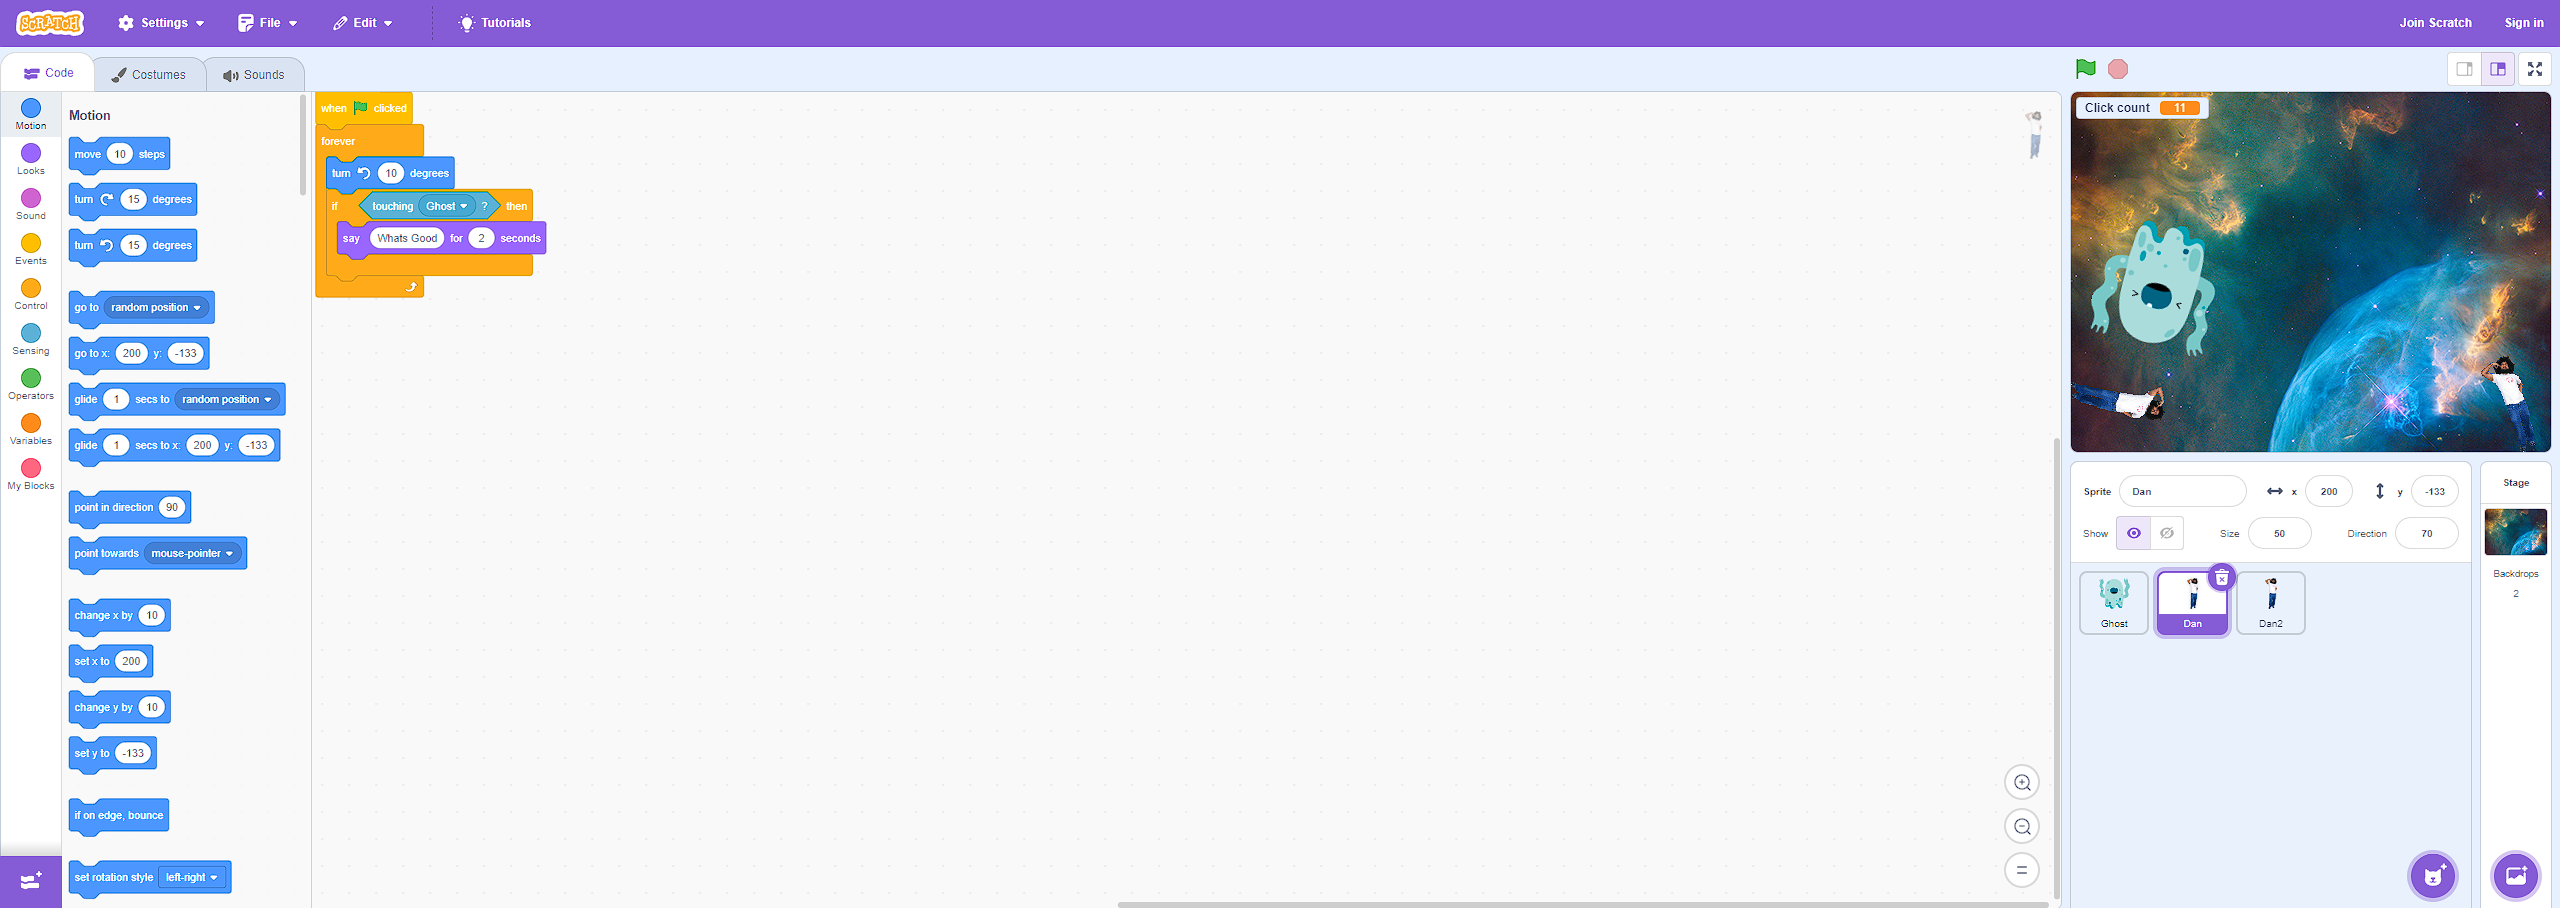 SCRATCH Settings File Edit Tutorials Join Scratch Sign in
Code Costumes Sounds
Motion
Looks
Sound
Events
Control
Sensing
Operators
Variables
My Blocks
Motion
move 10 steps
turn 15 degrees
turn 15 degrees
go to random position
go to x: 200 y: -133
glide 1 secs to random position
glide 1 secs to x: 200 y: -133
point in direction 90
point towards mouse-pointer
change x by 10
set x to 200
change y by 10
set y to -133
if on edge, bounce
set rotation style left-right
when clicked
forever
turn 10 degrees
if touching Ghost ? then
say Whats Good for 2 seconds
Click count 11
Sprite Dan x 200 y -133
Show Size 50 Direction 70
Ghost Dan Dan2
Stage
Backdrops
2